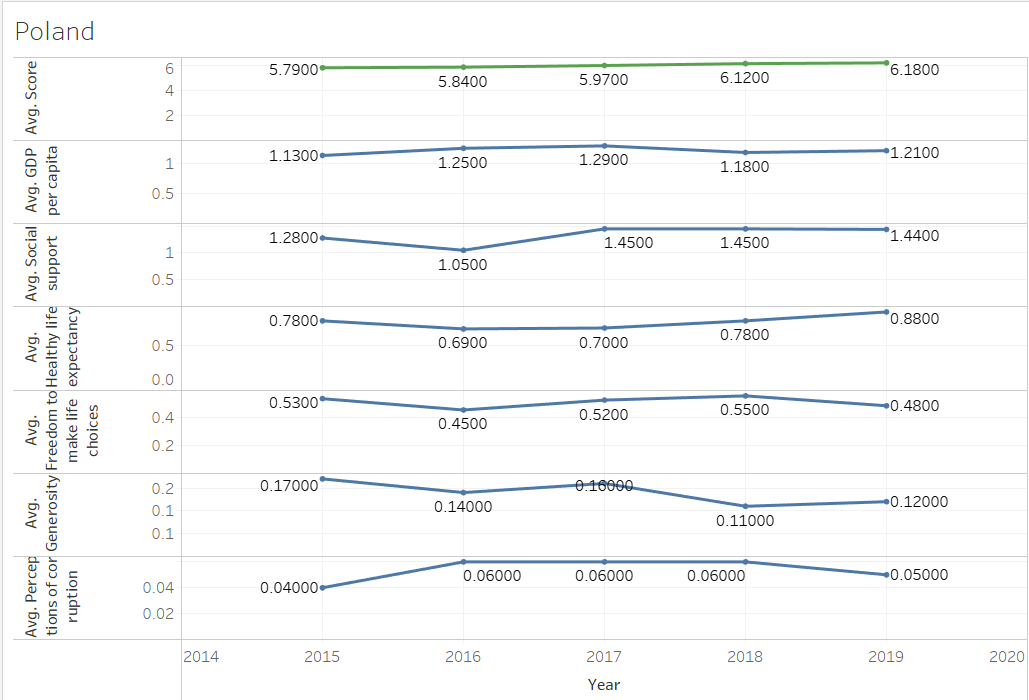 Poland
Avg. Score
6
4
2
5.7900
5.8400
5.9700
6.1200
6.1800
Avg. GDP
per capita
1
0.5
1.1300
1.2500
1.2900
1.1800
1.2100
Avg. Social
support
1
0.5
1.2800
1.0500
1.4500
1.4500
1.4400
Avg.
Healthy life
expectancy
0.5
0.0
0.7800
0.6900
0.7000
0.7800
0.8800
Avg.
Freedom to
make life
choices
0.4
0.2
0.5300
0.4500
0.5200
0.5500
0.4800
Avg.
Generosity
0.2
0.1
0.1
0.17000
0.14000
0.16000
0.11000
0.12000
Avg. Percep
tions of cor
ruption
0.04
0.02
0.04000
0.06000
0.06000
0.06000
0.05000
2014 2015 2016 2017 2018 2019 2020
Year